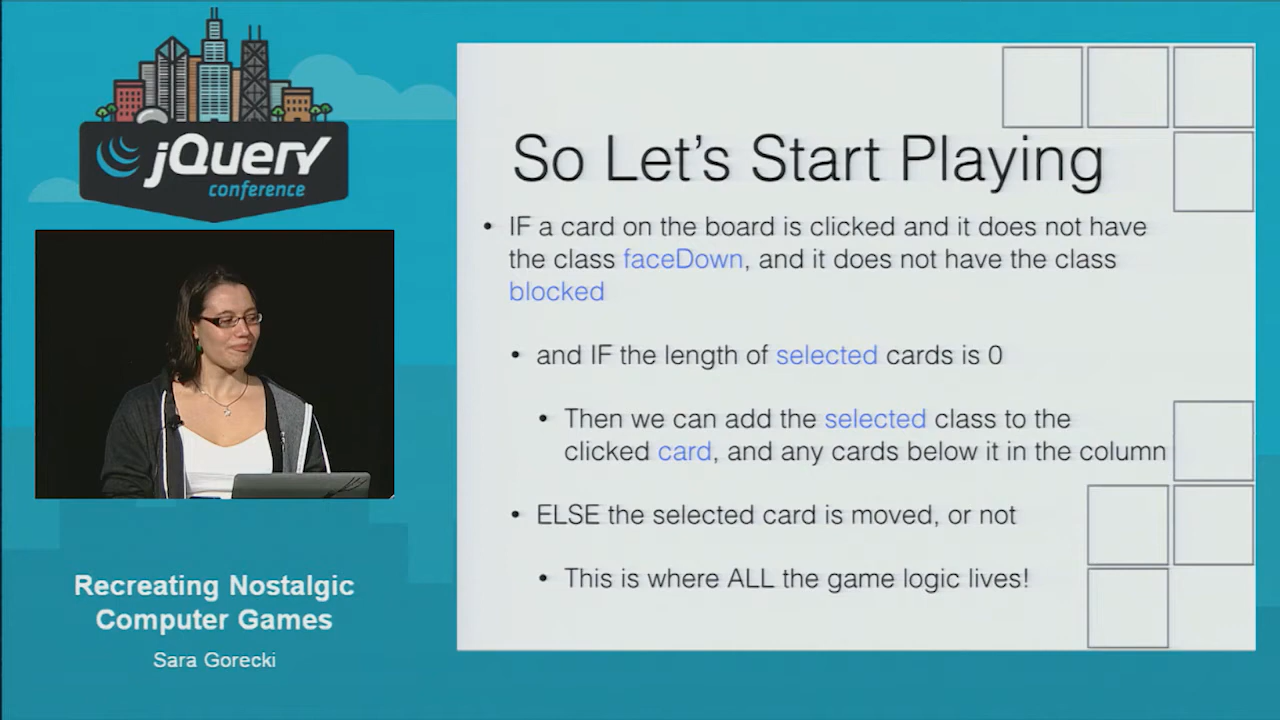 jQuery
conference
So Let's Start Playing
• IF a card on the board is clicked and it does not have
the class faceDown, and it does not have the class
blocked
• and IF the length of selected cards is 0
• Then we can add the selected class to the
clicked card, and any cards below it in the column
• ELSE the selected card is moved, or not
• This is where ALL the game logic lives!
Recreating Nostalgic
Computer Games
Sara Gorecki